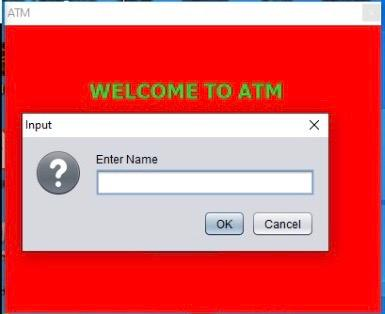 ATM
WELCOME TO ATM
Input
Enter Name
OK
Cancel